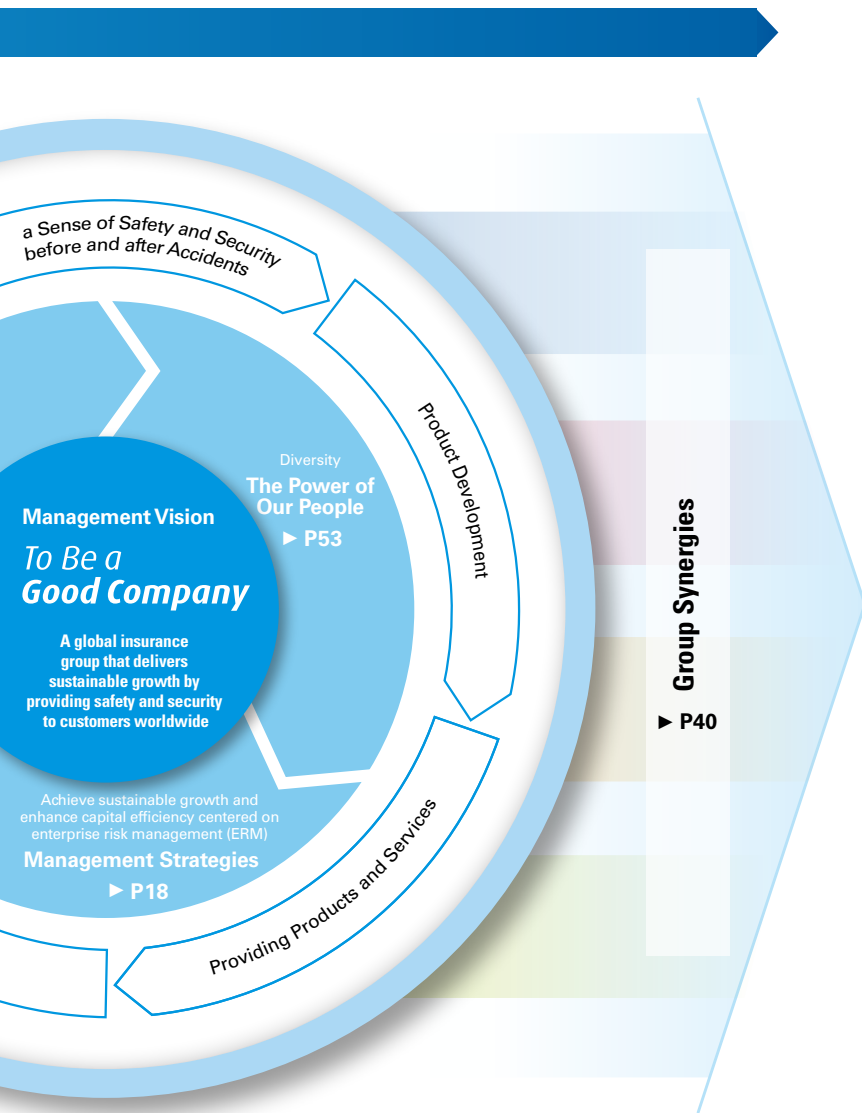 a Sense of Safety and Security
before and after Accidents
Product Development
Diversity
The Power of
Our People
► P53
Management Vision
To Be a
Good Company
A global insurance
group that delivers
sustainable growth by
providing safety and security
to customers worldwide
Group Synergies
► P40
Achieve sustainable growth and
enhance capital efficiency centered on
enterprise risk management (ERM)
Management Strategies
► P18
Providing Products and Services